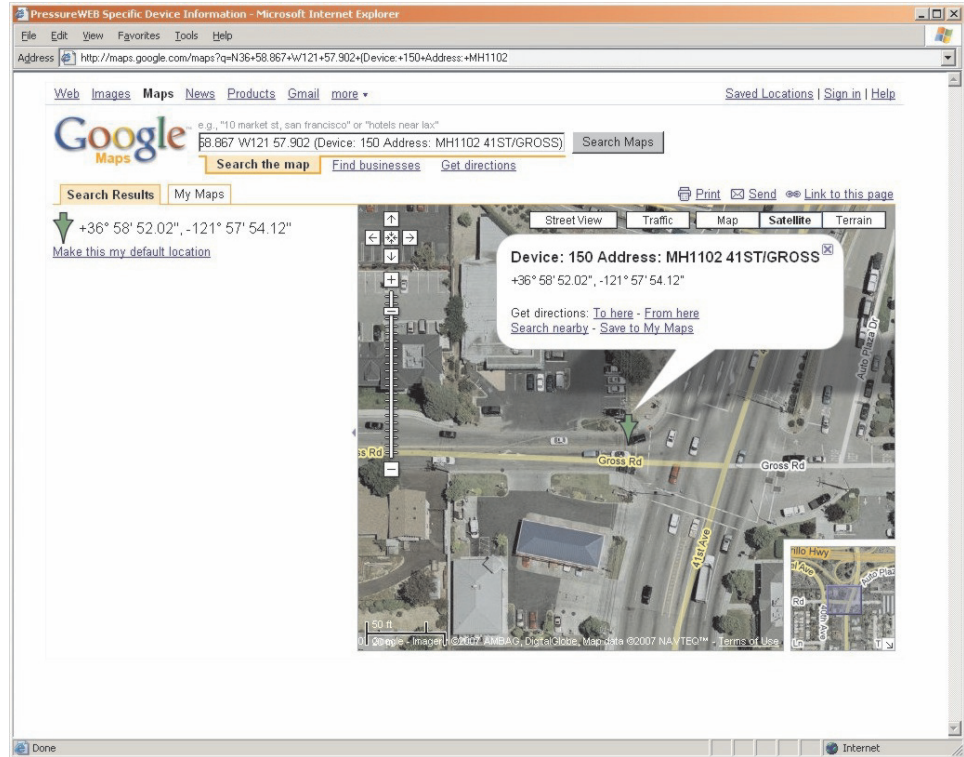 PressureWEB Specific Device Information - Microsoft Internet Explorer
File Edit View Favorites Tools Help
Address http://maps.google.com/maps?q=N36+58.867+W121+57.902+(Device:+150+Address:+MH1102
Web Images Maps News Products Gmail more
Saved Locations | Sign in | Help
Google Maps
e.g., "10 market st, san francisco" or "hotels near lax"
58.867 W121 57.902 (Device: 150 Address: MH1102 41ST/GROSS)
Search Maps
Search the map Find businesses Get directions
Search Results My Maps
Print Send Link to this page
+36° 58' 52.02", -121° 57' 54.12"
Make this my default location
Street View Traffic Map Satellite Terrain
Device: 150 Address: MH1102 41ST/GROSS
+36° 58' 52.02", -121° 57' 54.12"
Get directions: To here - From here
Search nearby - Save to My Maps
Auto Plaza Dr
ss Rd
Gross Rd
Gross Rd
41st Ave
rillo Hwy
Auto Plaz
Rd
40th Ave
50 ft
Imagery ©2007 AMBAG, DigitalGlobe, Map data ©2007 NAVTEQ™ - Terms of Use
Done
Internet